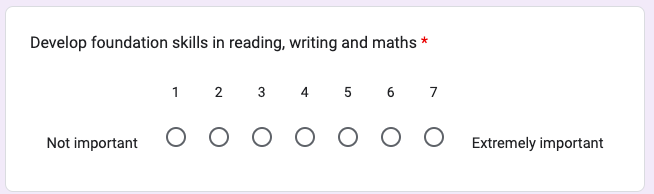 Develop foundation skills in reading, writing and maths *
1 2 3 4 5 6 7
Not important Extremely important